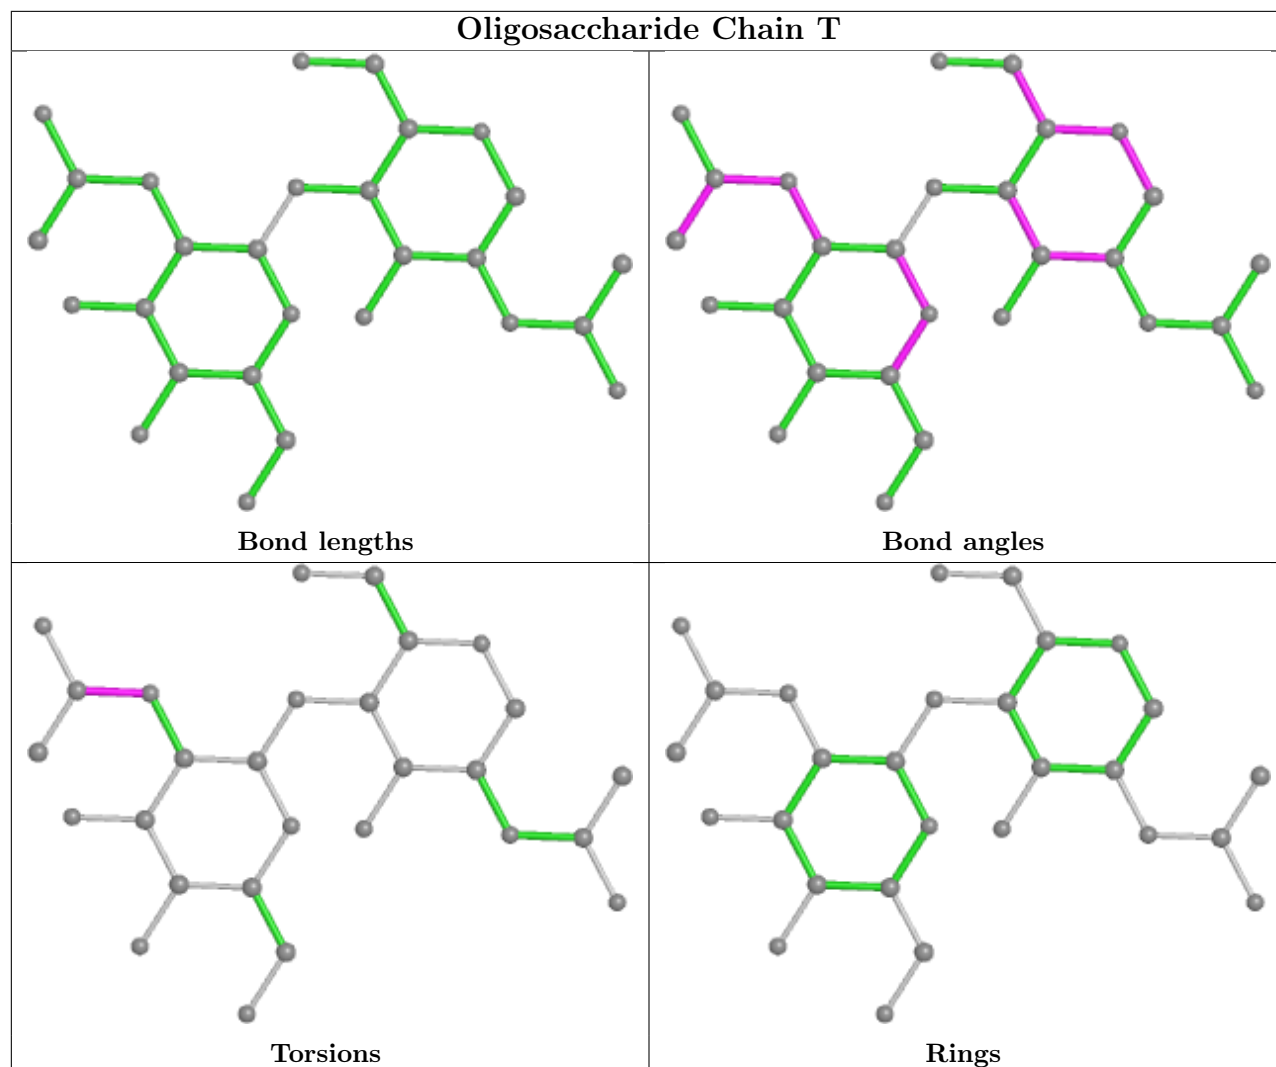 Oligosaccharide Chain T
Bond lengths
Bond angles
Torsions
Rings